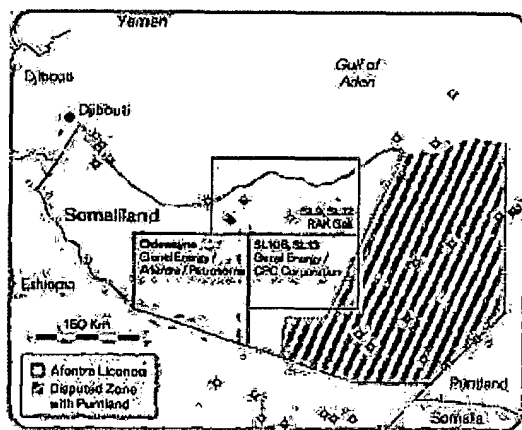 Yemen
Gulf of
Aden
Djibouti
Djibouti
Somaliland
RAK Gas
Odewayne
Genel Energy /
Afentra / Petrosoma
SL10B, SL13
Genel Energy /
CPC Corporation
Ethiopia
150 Km
Afentra Licence
Disputed Zone
with Puntland
Puntland
Somalia